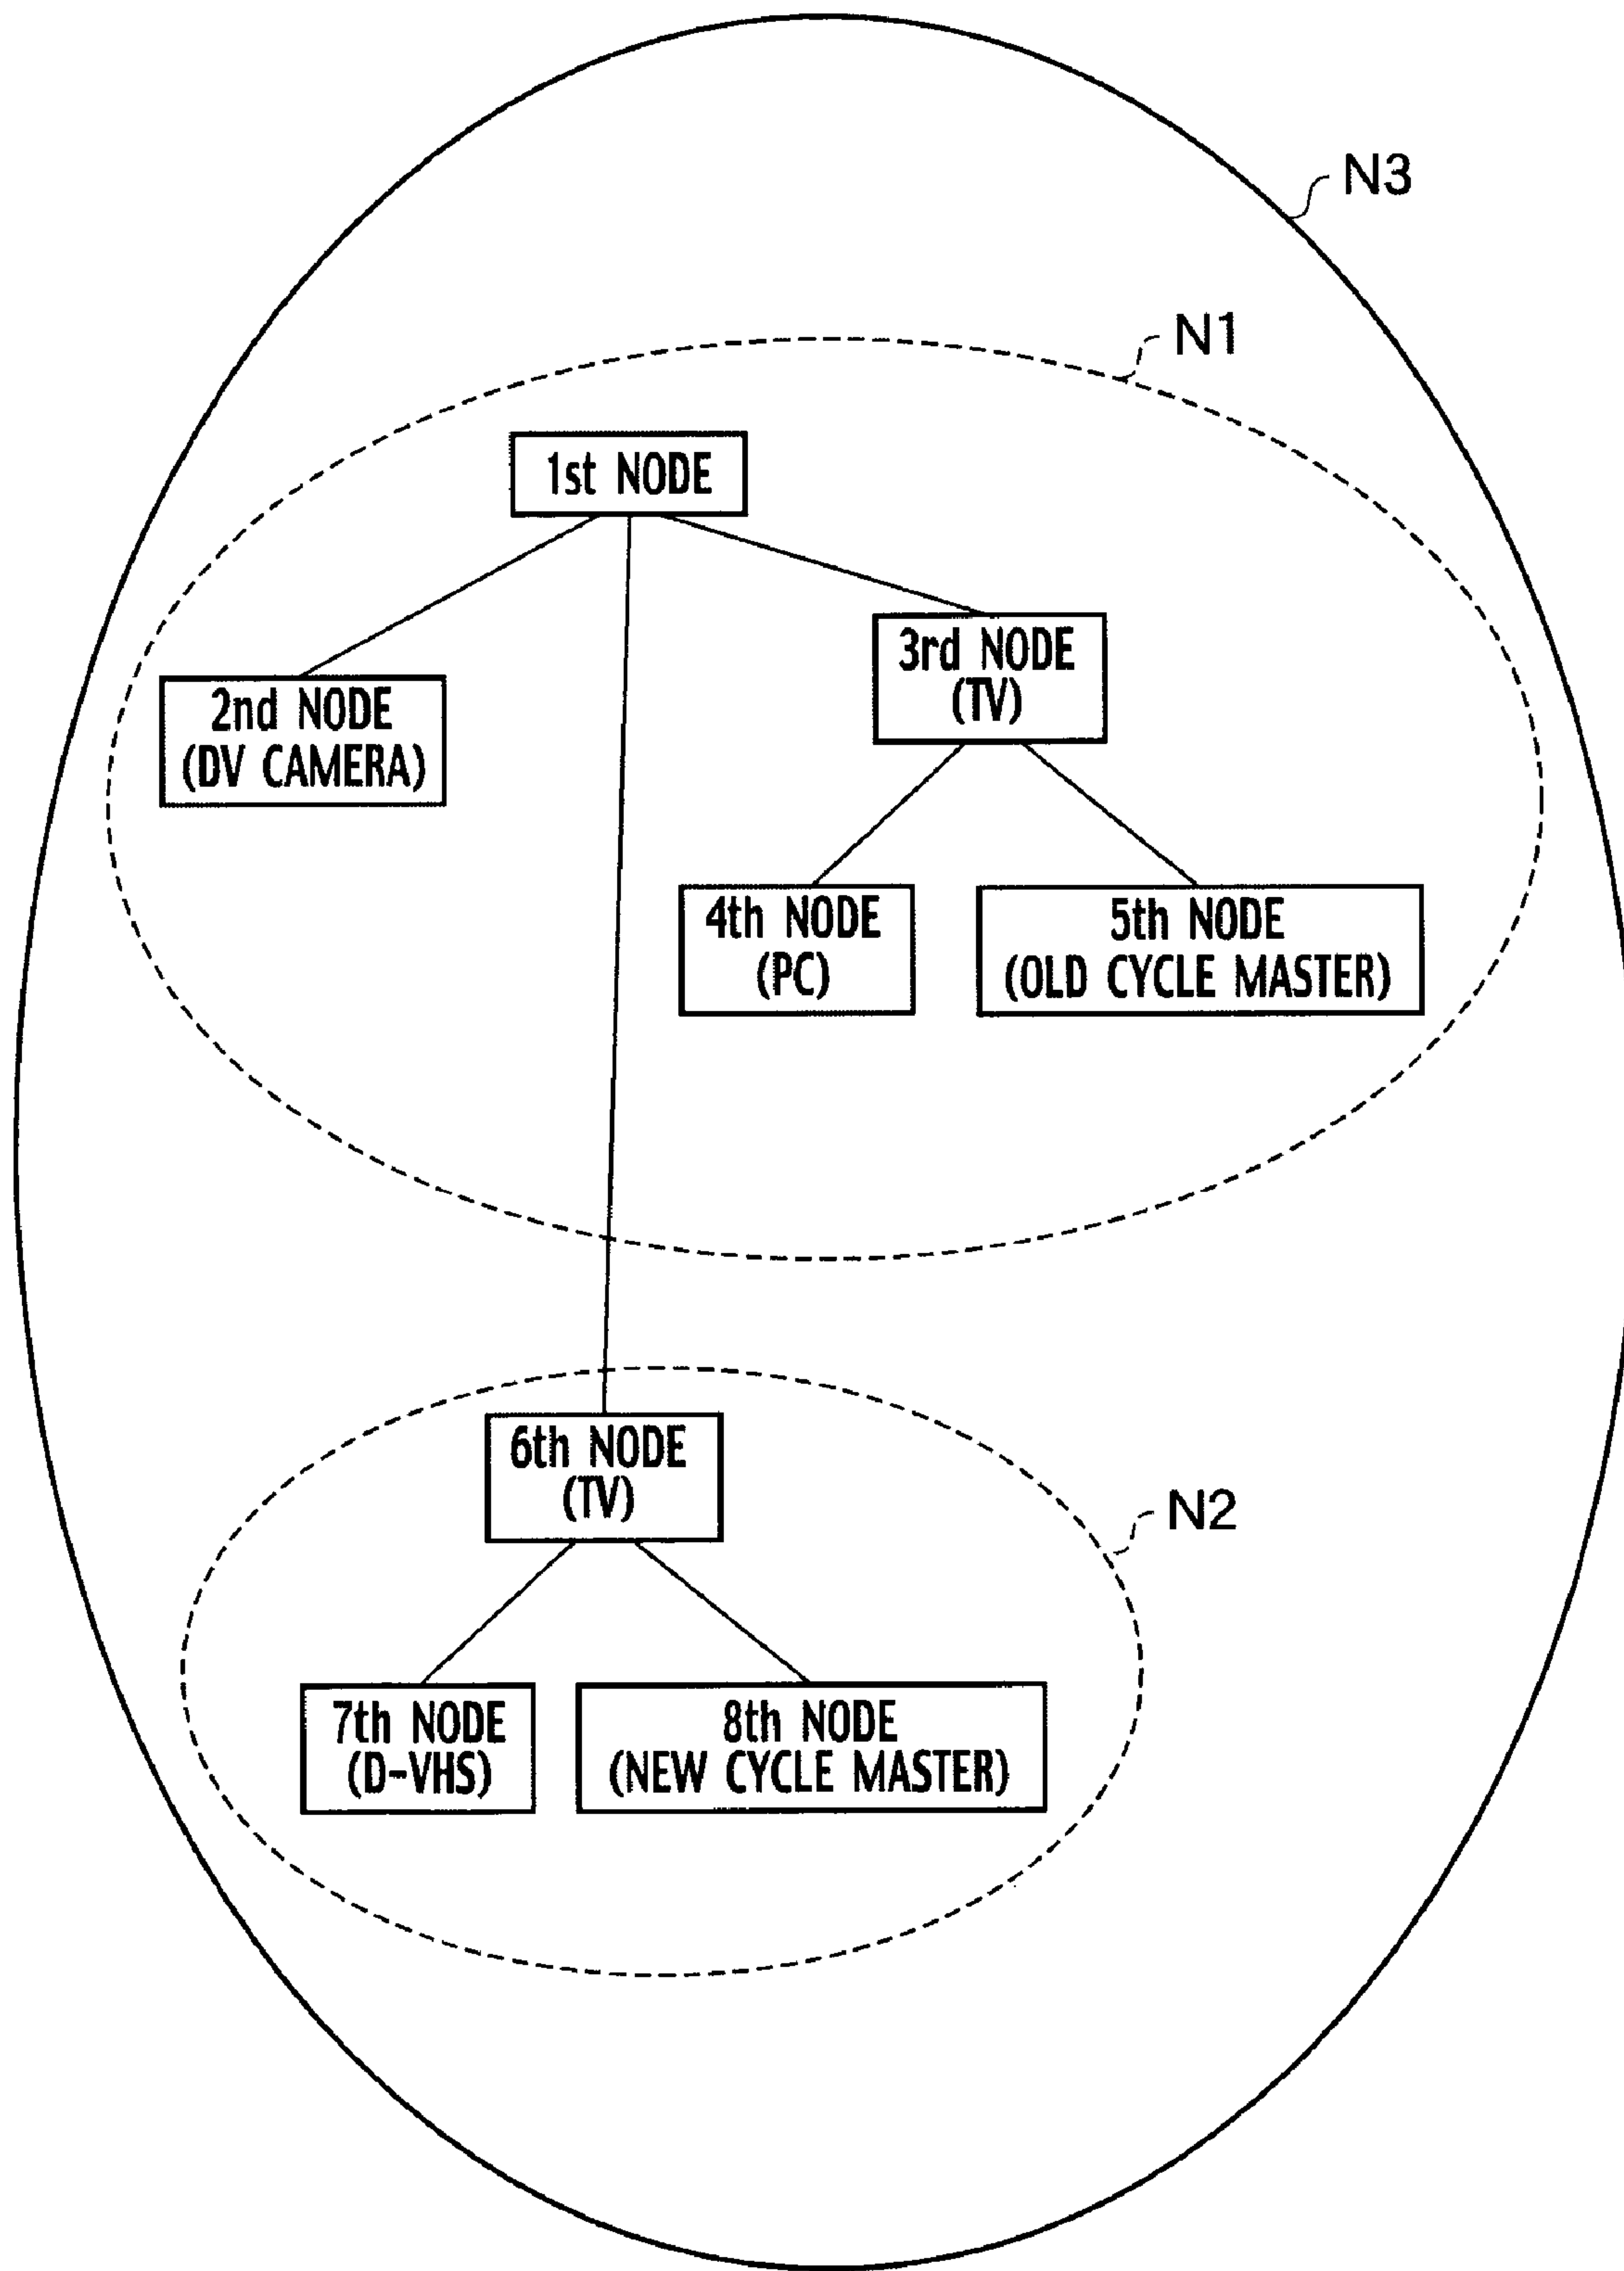 N3
N1
1st NODE
3rd NODE
(TV)
2nd NODE
(DV CAMERA)
4th NODE
(PC)
5th NODE
(OLD CYCLE MASTER)
6th NODE
(TV)
N2
7th NODE
(D-VHS)
8th NODE
(NEW CYCLE MASTER)